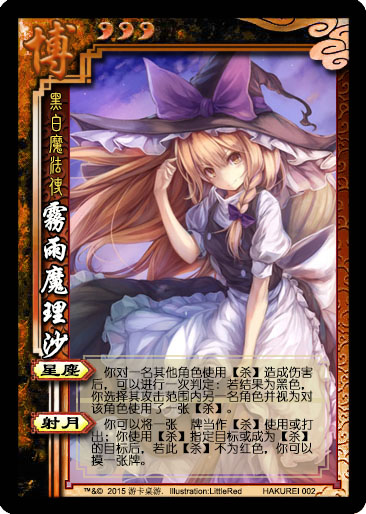 博
黑白魔法使
霧雨魔理沙
星塵
你对一名其他角色使用【杀】造成伤害
后，可以进行一次判定：若结果为黑色，
你选择其攻击范围内另一名角色并视为对
该角色使用了一张【杀】。
射月
你可以将一张 牌当作【杀】使用或打
出；你使用【杀】指定目标或成为【杀】
的目标后，若此【杀】不为红色，你可以
摸一张牌。
™&© 2015 游卡桌游. Illustration:LittleRed HAKUREI 002